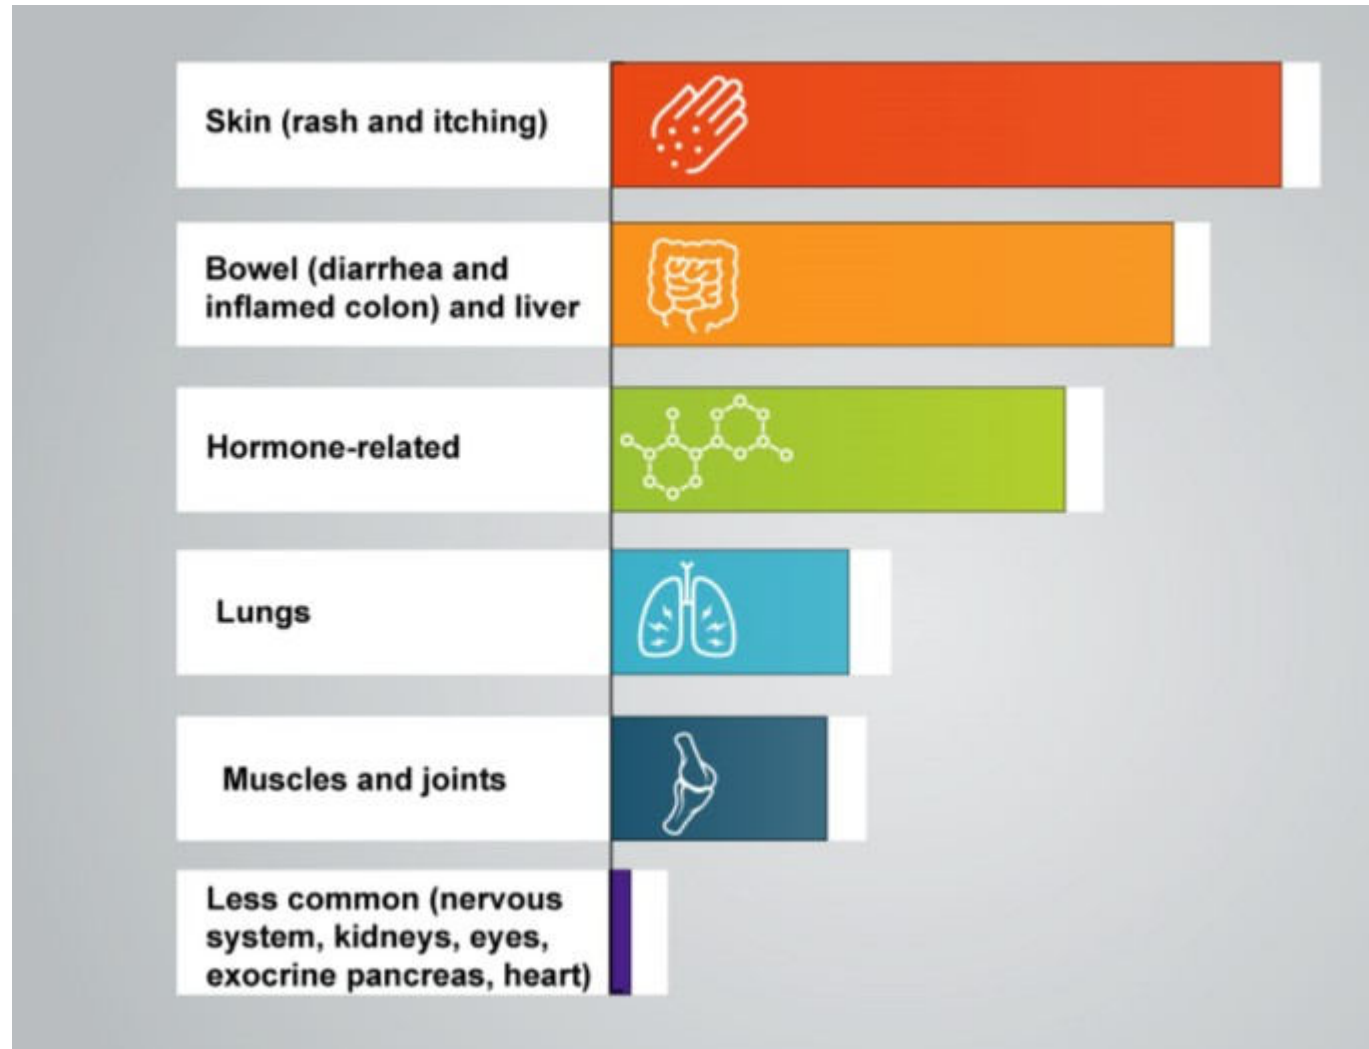 Skin (rash and itching)
Bowel (diarrhea and
inflamed colon) and liver
Hormone-related
Lungs
Muscles and joints
Less common (nervous
system, kidneys, eyes,
exocrine pancreas, heart)